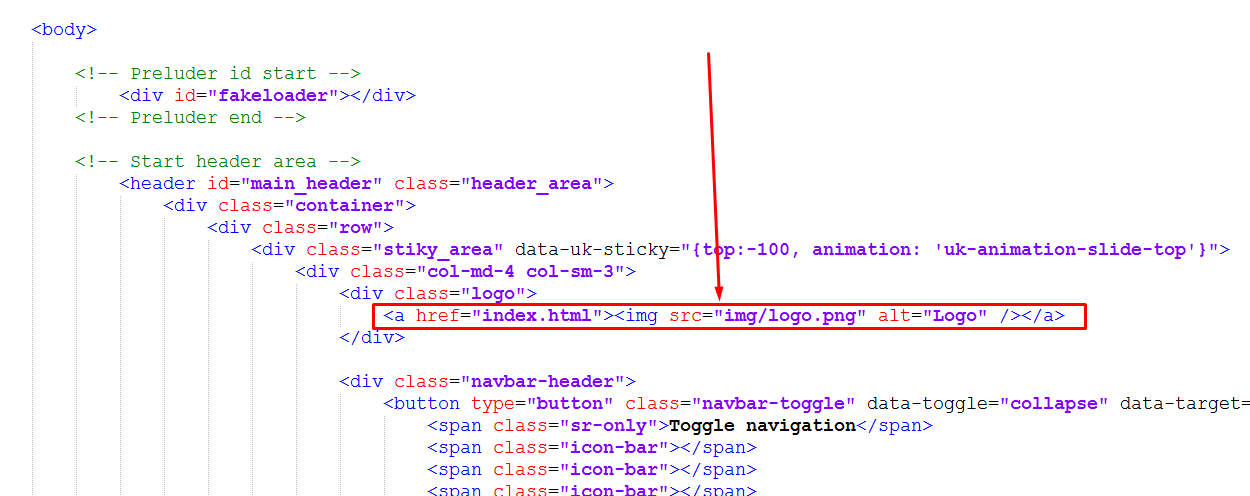 <body>
<!-- Preluder id start -->
<div id="fakeloader"></div>
<!-- Preluder end -->
<!-- Start header area -->
<header id="main_header" class="header_area">
<div class="container">
<div class="row">
<div class="stiky_area" data-uk-sticky="{top:-100, animation: 'uk-animation-slide-top'}">
<div class="col-md-4 col-sm-3">
<div class="logo">
<a href="index.html"><img src="img/logo.png" alt="Logo" /></a>
</div>
<div class="navbar-header">
<button type="button" class="navbar-toggle" data-toggle="collapse" data-target=
<span class="sr-only">Toggle navigation</span>
<span class="icon-bar"></span>
<span class="icon-bar"></span>
<span class="icon-bar"></span>